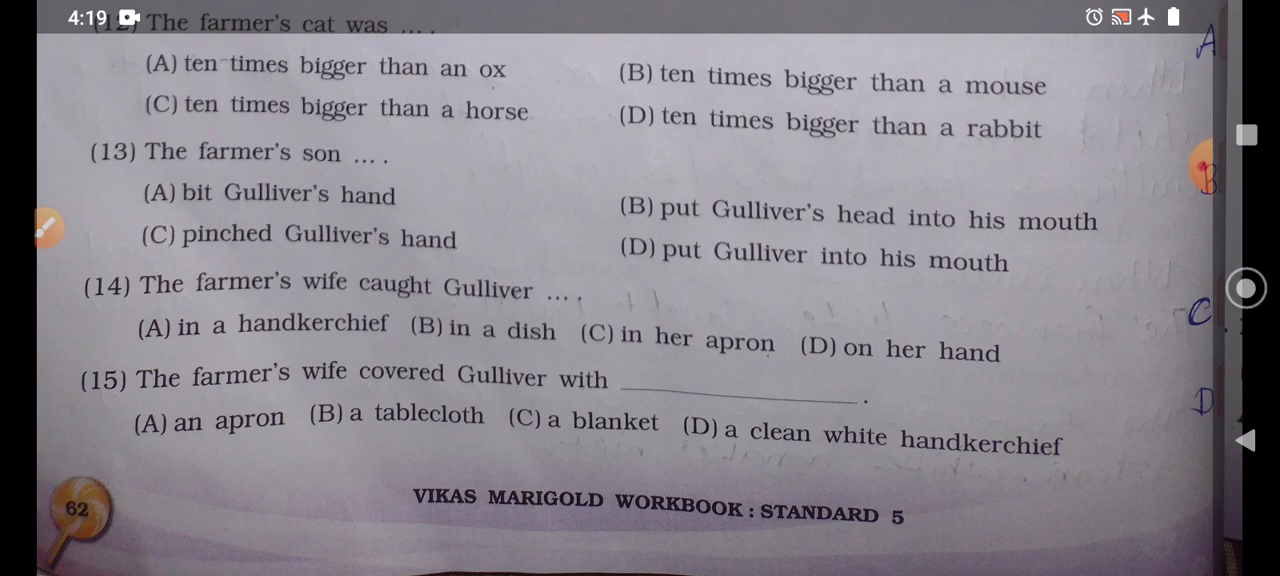 4:19
(12) The farmer's cat was ... .
A
(A) ten times bigger than an ox (B) ten times bigger than a mouse
(C) ten times bigger than a horse (D) ten times bigger than a rabbit
(13) The farmer's son ... .
B
(A) bit Gulliver's hand (B) put Gulliver's head into his mouth
(C) pinched Gulliver's hand (D) put Gulliver into his mouth
(14) The farmer's wife caught Gulliver ... .
C
(A) in a handkerchief (B) in a dish (C) in her apron (D) on her hand
(15) The farmer's wife covered Gulliver with ____________.
D
(A) an apron (B) a tablecloth (C) a blanket (D) a clean white handkerchief
62
VIKAS MARIGOLD WORKBOOK : STANDARD 5